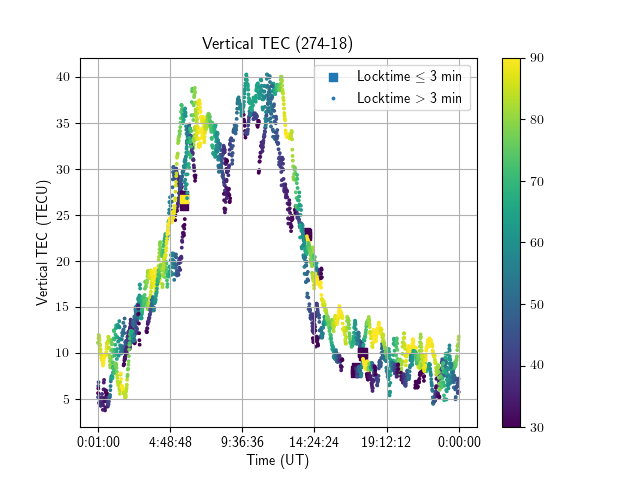 Vertical TEC (274-18)
Locktime ≤ 3 min
Locktime > 3 min
Vertical TEC (TECU)
40
35
30
25
20
15
10
5
0:01:00 4:48:48 9:36:36 14:24:24 19:12:12 0:00:00
Time (UT)
90
80
70
60
50
40
30